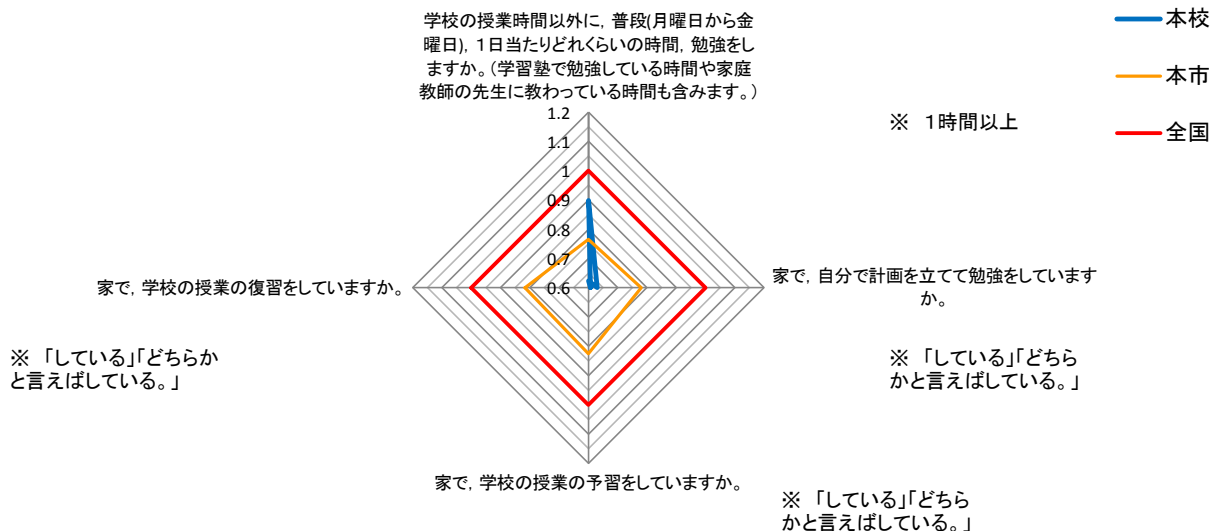 学校の授業時間以外に，普段(月曜日から金
曜日)，１日当たりどれくらいの時間，勉強をし
ますか。（学習塾で勉強している時間や家庭
教師の先生に教わっている時間も含みます。）
本校
本市
全国
※　１時間以上
1.2
1.1
1
0.9
0.8
0.7
0.6
家で，自分で計画を立てて勉強をしています
か。
※　「している」「どちら
かと言えばしている。」
家で，学校の授業の予習をしていますか。
※　「している」「どちら
かと言えばしている。」
家で，学校の授業の復習をしていますか。
※　「している」「どちらか
と言えばしている。」